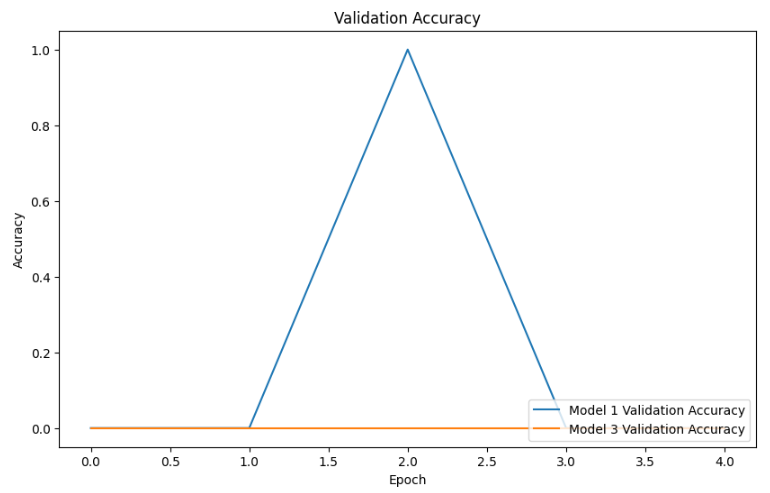 Validation Accuracy
1.0
0.8
0.6
0.4
0.2
0.0
Accuracy
Model 1 Validation Accuracy
Model 3 Validation Accuracy
0.0 0.5 1.0 1.5 2.0 2.5 3.0 3.5 4.0
Epoch